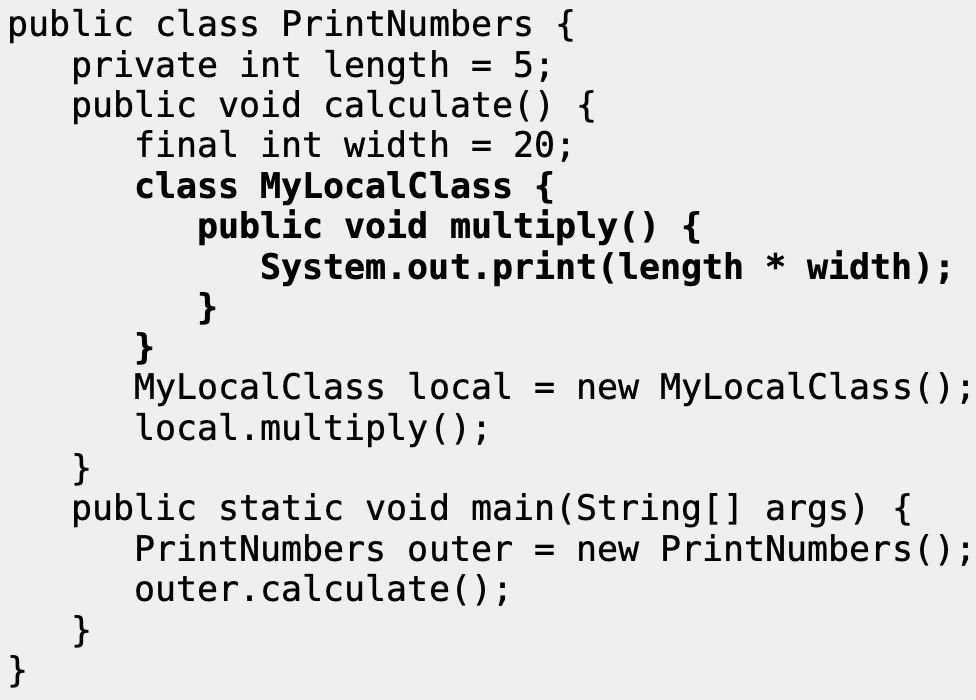 public class PrintNumbers {
   private int length = 5;
   public void calculate() {
      final int width = 20;
      class MyLocalClass {
         public void multiply() {
            System.out.print(length * width);
         }
      }
      MyLocalClass local = new MyLocalClass();
      local.multiply();
   }
   public static void main(String[] args) {
      PrintNumbers outer = new PrintNumbers();
      outer.calculate();
   }
}